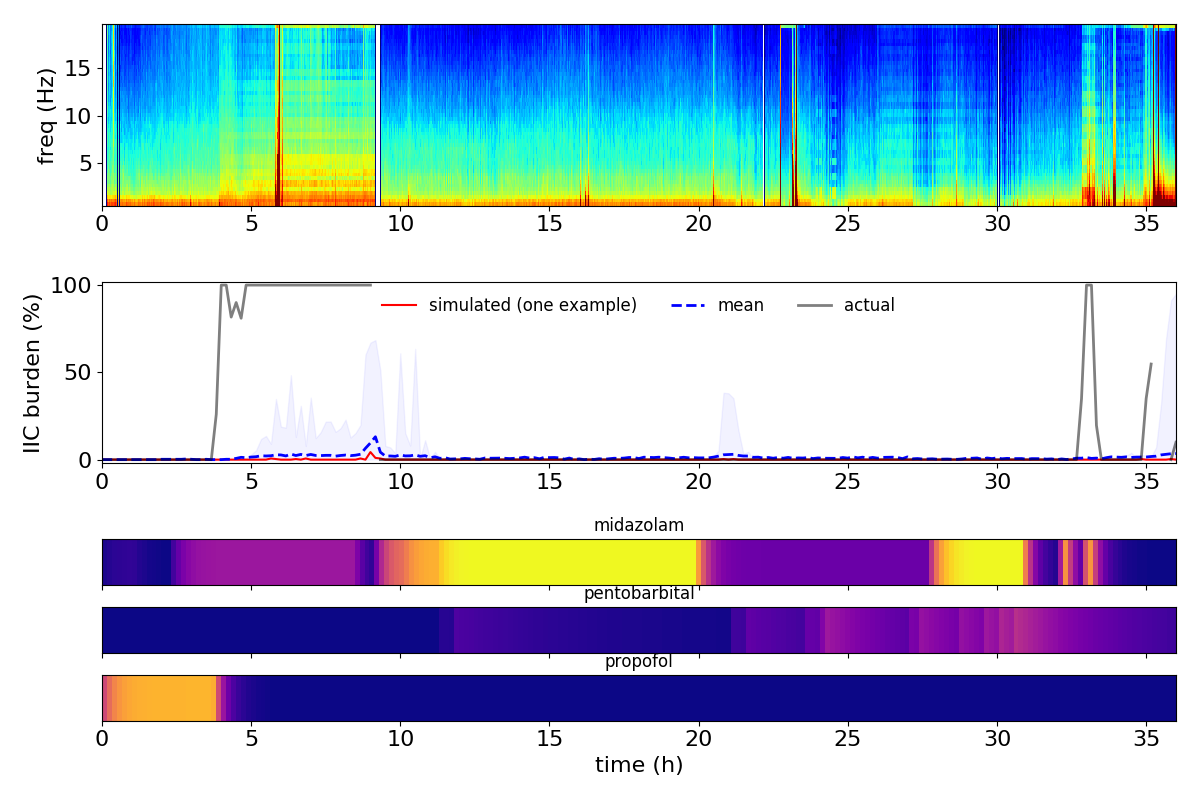 freq (Hz)
15
10
5
0 5 10 15 20 25 30 35
IIC burden (%)
100
50
0
simulated (one example) mean actual
0 5 10 15 20 25 30 35
midazolam
pentobarbital
propofol
0 5 10 15 20 25 30 35
time (h)